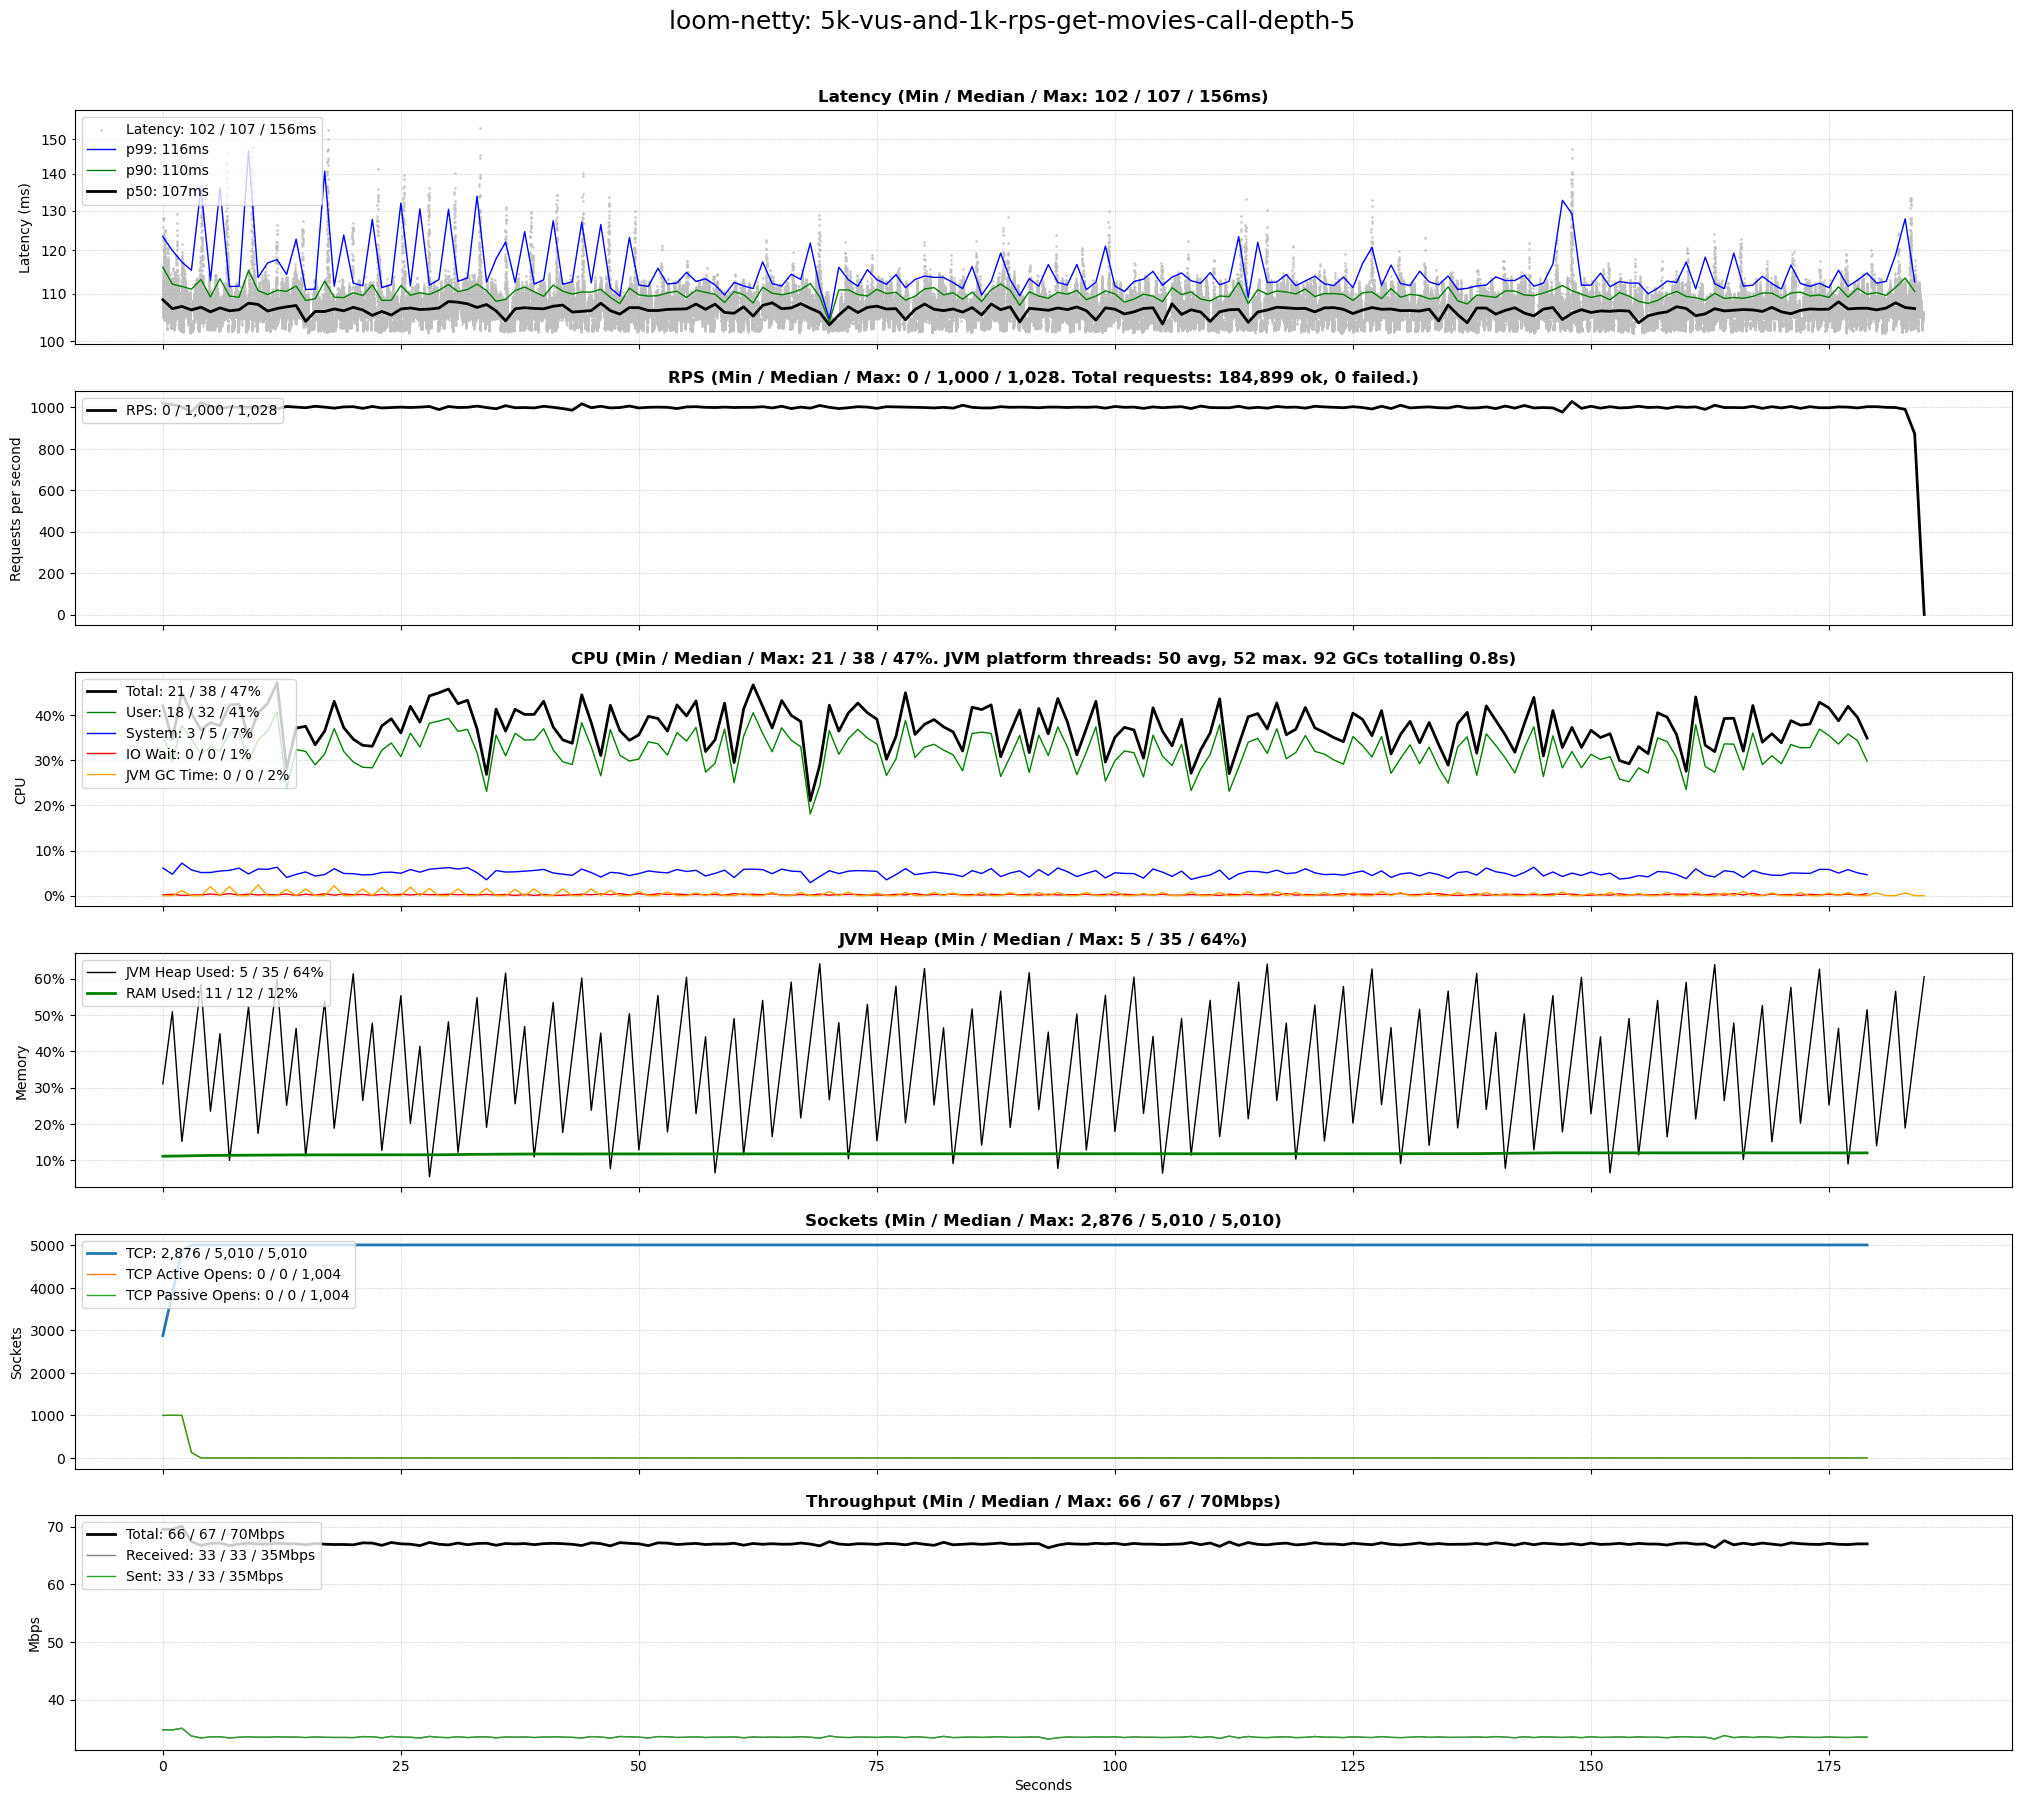 loom-netty: 5k-vus-and-1k-rps-get-movies-call-depth-5
Latency (Min / Median / Max: 102 / 107 / 156ms)
Latency: 102 / 107 / 156ms
p99: 116ms
p90: 110ms
p50: 107ms
Latency (ms)
150
140
130
120
110
100
RPS (Min / Median / Max: 0 / 1,000 / 1,028. Total requests: 184,899 ok, 0 failed.)
RPS: 0 / 1,000 / 1,028
Requests per second
1000
800
600
400
200
0
CPU (Min / Median / Max: 21 / 38 / 47%. JVM platform threads: 50 avg, 52 max. 92 GCs totalling 0.8s)
Total: 21 / 38 / 47%
User: 18 / 32 / 41%
System: 3 / 5 / 7%
IO Wait: 0 / 0 / 1%
JVM GC Time: 0 / 0 / 2%
CPU
40%
30%
20%
10%
0%
JVM Heap (Min / Median / Max: 5 / 35 / 64%)
JVM Heap Used: 5 / 35 / 64%
RAM Used: 11 / 12 / 12%
Memory
60%
50%
40%
30%
20%
10%
Sockets (Min / Median / Max: 2,876 / 5,010 / 5,010)
TCP: 2,876 / 5,010 / 5,010
TCP Active Opens: 0 / 0 / 1,004
TCP Passive Opens: 0 / 0 / 1,004
Sockets
5000
4000
3000
2000
1000
0
Throughput (Min / Median / Max: 66 / 67 / 70Mbps)
Total: 66 / 67 / 70Mbps
Received: 33 / 33 / 35Mbps
Sent: 33 / 33 / 35Mbps
Mbps
70
60
50
40
0 25 50 75 100 125 150 175
Seconds